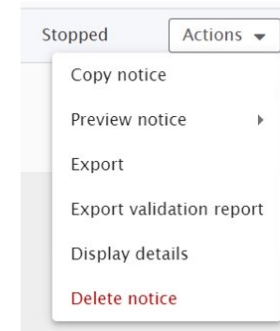 Stopped Actions
Copy notice
Preview notice
Export
Export validation report
Display details
Delete notice